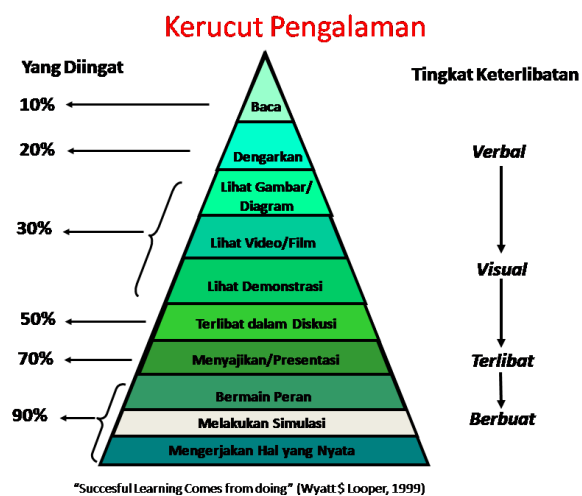 Kerucut Pengalaman
Yang Diingat
Tingkat Keterlibatan
10%
Baca
20%
Dengarkan
Verbal
Lihat Gambar/
Diagram
30%
Lihat Video/Film
Visual
Lihat Demonstrasi
50%
Terlibat dalam Diskusi
70%
Menyajikan/Presentasi
Terlibat
Bermain Peran
90%
Melakukan Simulasi
Berbuat
Mengerjakan Hal yang Nyata
“Succesful Learning Comes from doing” (Wyatt $ Looper, 1999)